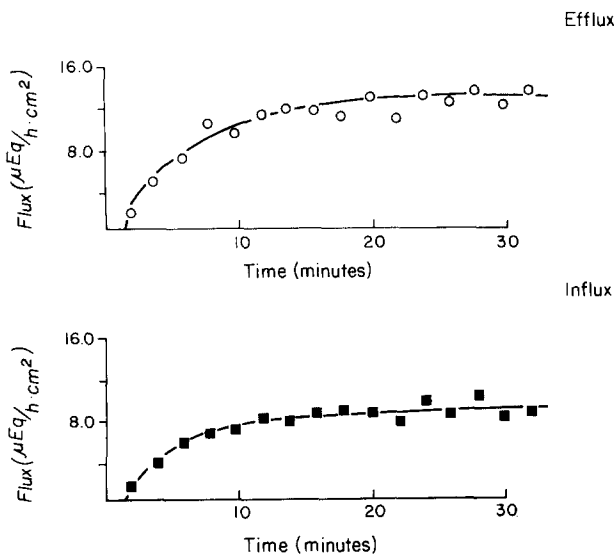 Efflux
16.0
8.0
Flux (μEq/h·cm²)
10 20 30
Time (minutes)
Influx
16.0
8.0
Flux (μEq/h·cm²)
10 20 30
Time (minutes)